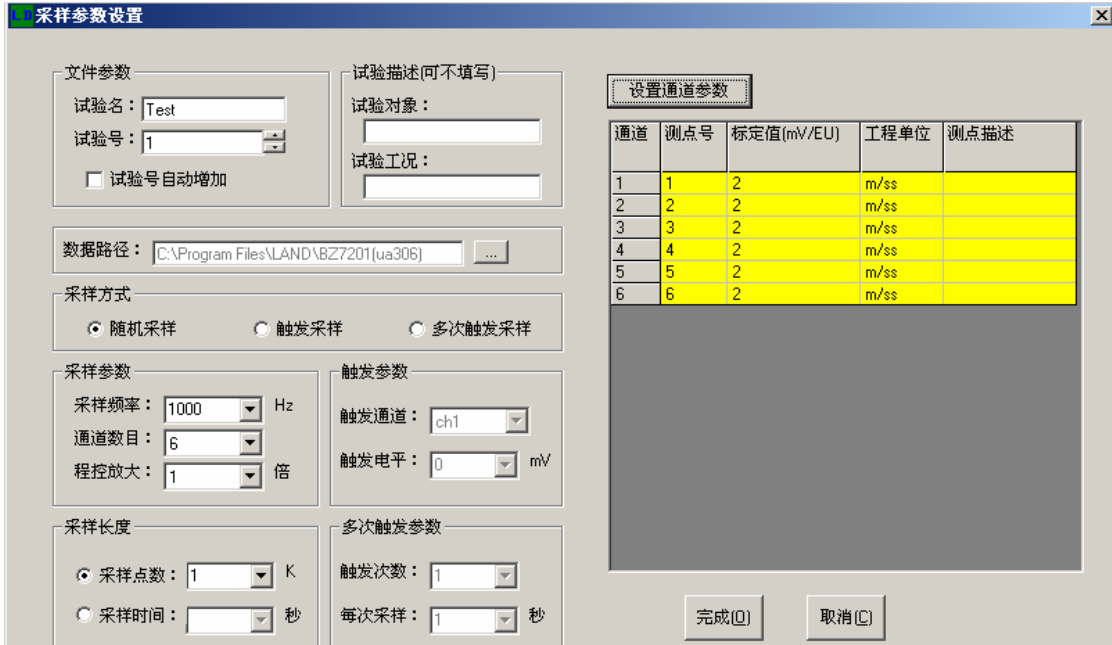 LD 采样参数设置
文件参数
试验名: Test
试验号: 1
试验号自动增加
试验描述(可不填写)
试验对象:
试验工况:
数据路径: C:\Program Files\LAND\BZ7201(ua306) ...
采样方式
随机采样 触发采样 多次触发采样
采样参数
采样频率: 1000 Hz
通道数目: 6
程控放大: 1 倍
触发参数
触发通道: ch1
触发电平: 0 mV
采样长度
采样点数: 1 K
采样时间: 秒
多次触发参数
触发次数: 1
每次采样: 1 秒
设置通道参数
通道 测点号 标定值(mV/EU) 工程单位 测点描述
1 1 2 m/ss
2 2 2 m/ss
3 3 2 m/ss
4 4 2 m/ss
5 5 2 m/ss
6 6 2 m/ss
完成(O) 取消(C)